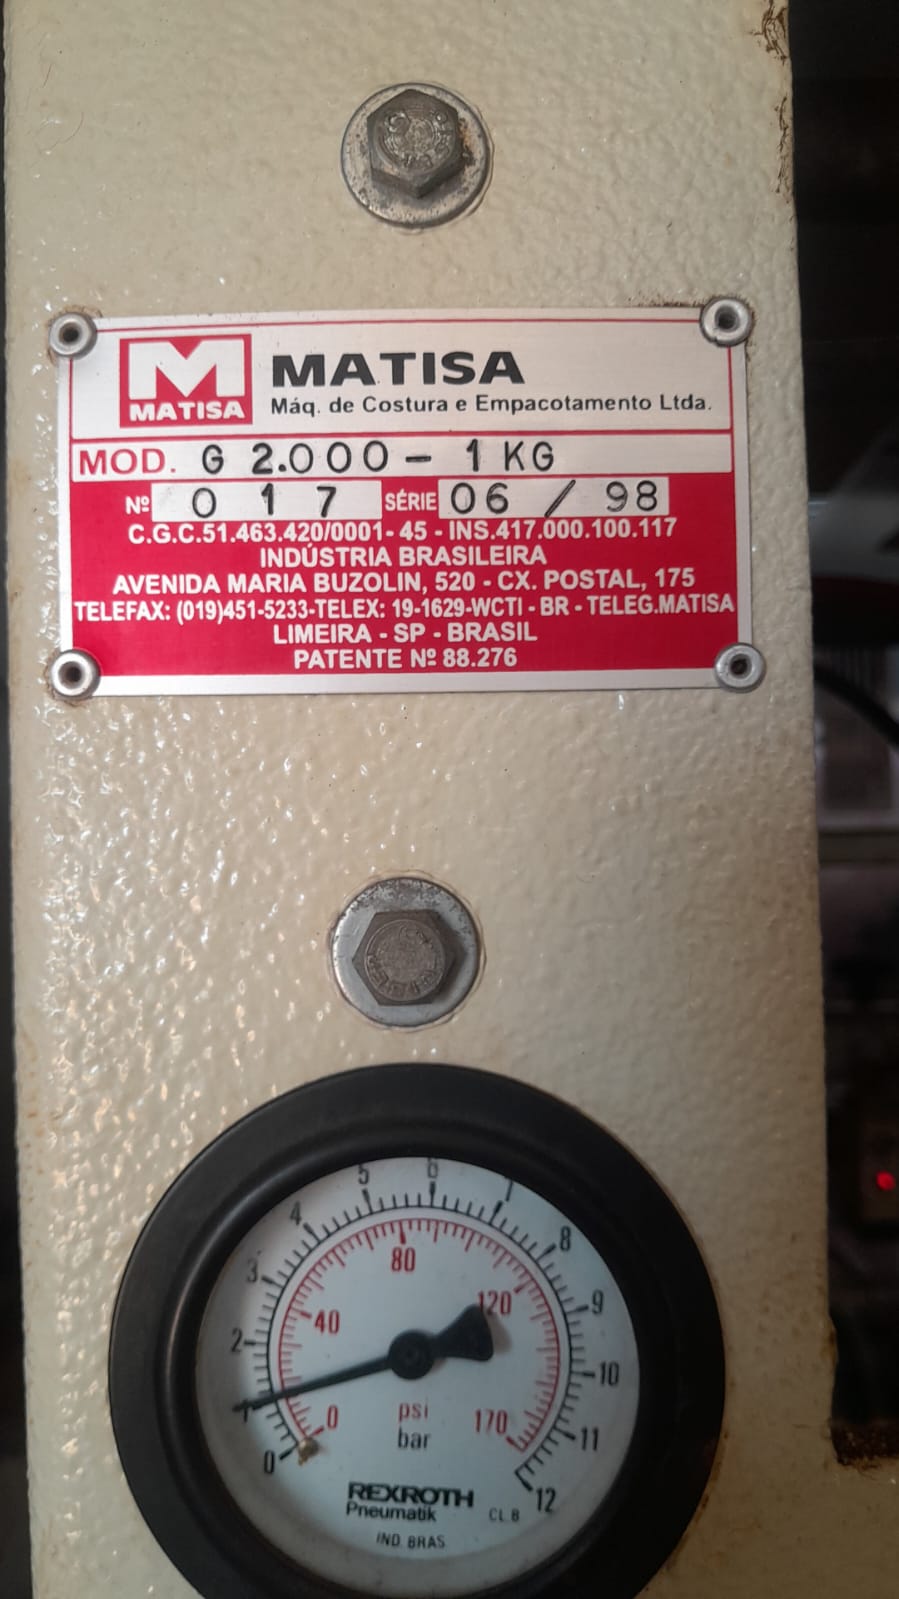 M
MATISA
MATISA
Máq. de Costura e Empacotamento Ltda.
MOD. G 2.000 - 1 KG
Nº 0 1 7 SÉRIE 06 / 98
C.G.C.51.463.420/0001-45 - INS.417.000.100.117
INDÚSTRIA BRASILEIRA
AVENIDA MARIA BUZOLIN, 520 - CX. POSTAL, 175
TELEFAX: (019)451-5233-TELEX: 19-1629-WCTI - BR - TELEG.MATISA
LIMEIRA - SP - BRASIL
PATENTE Nº 88.276
0 1 2 3 4 5 6 7 8 9 10 11 12
0 40 80 120 170
psi
bar
REXROTH
Pneumatik
CL.8
IND. BRAS